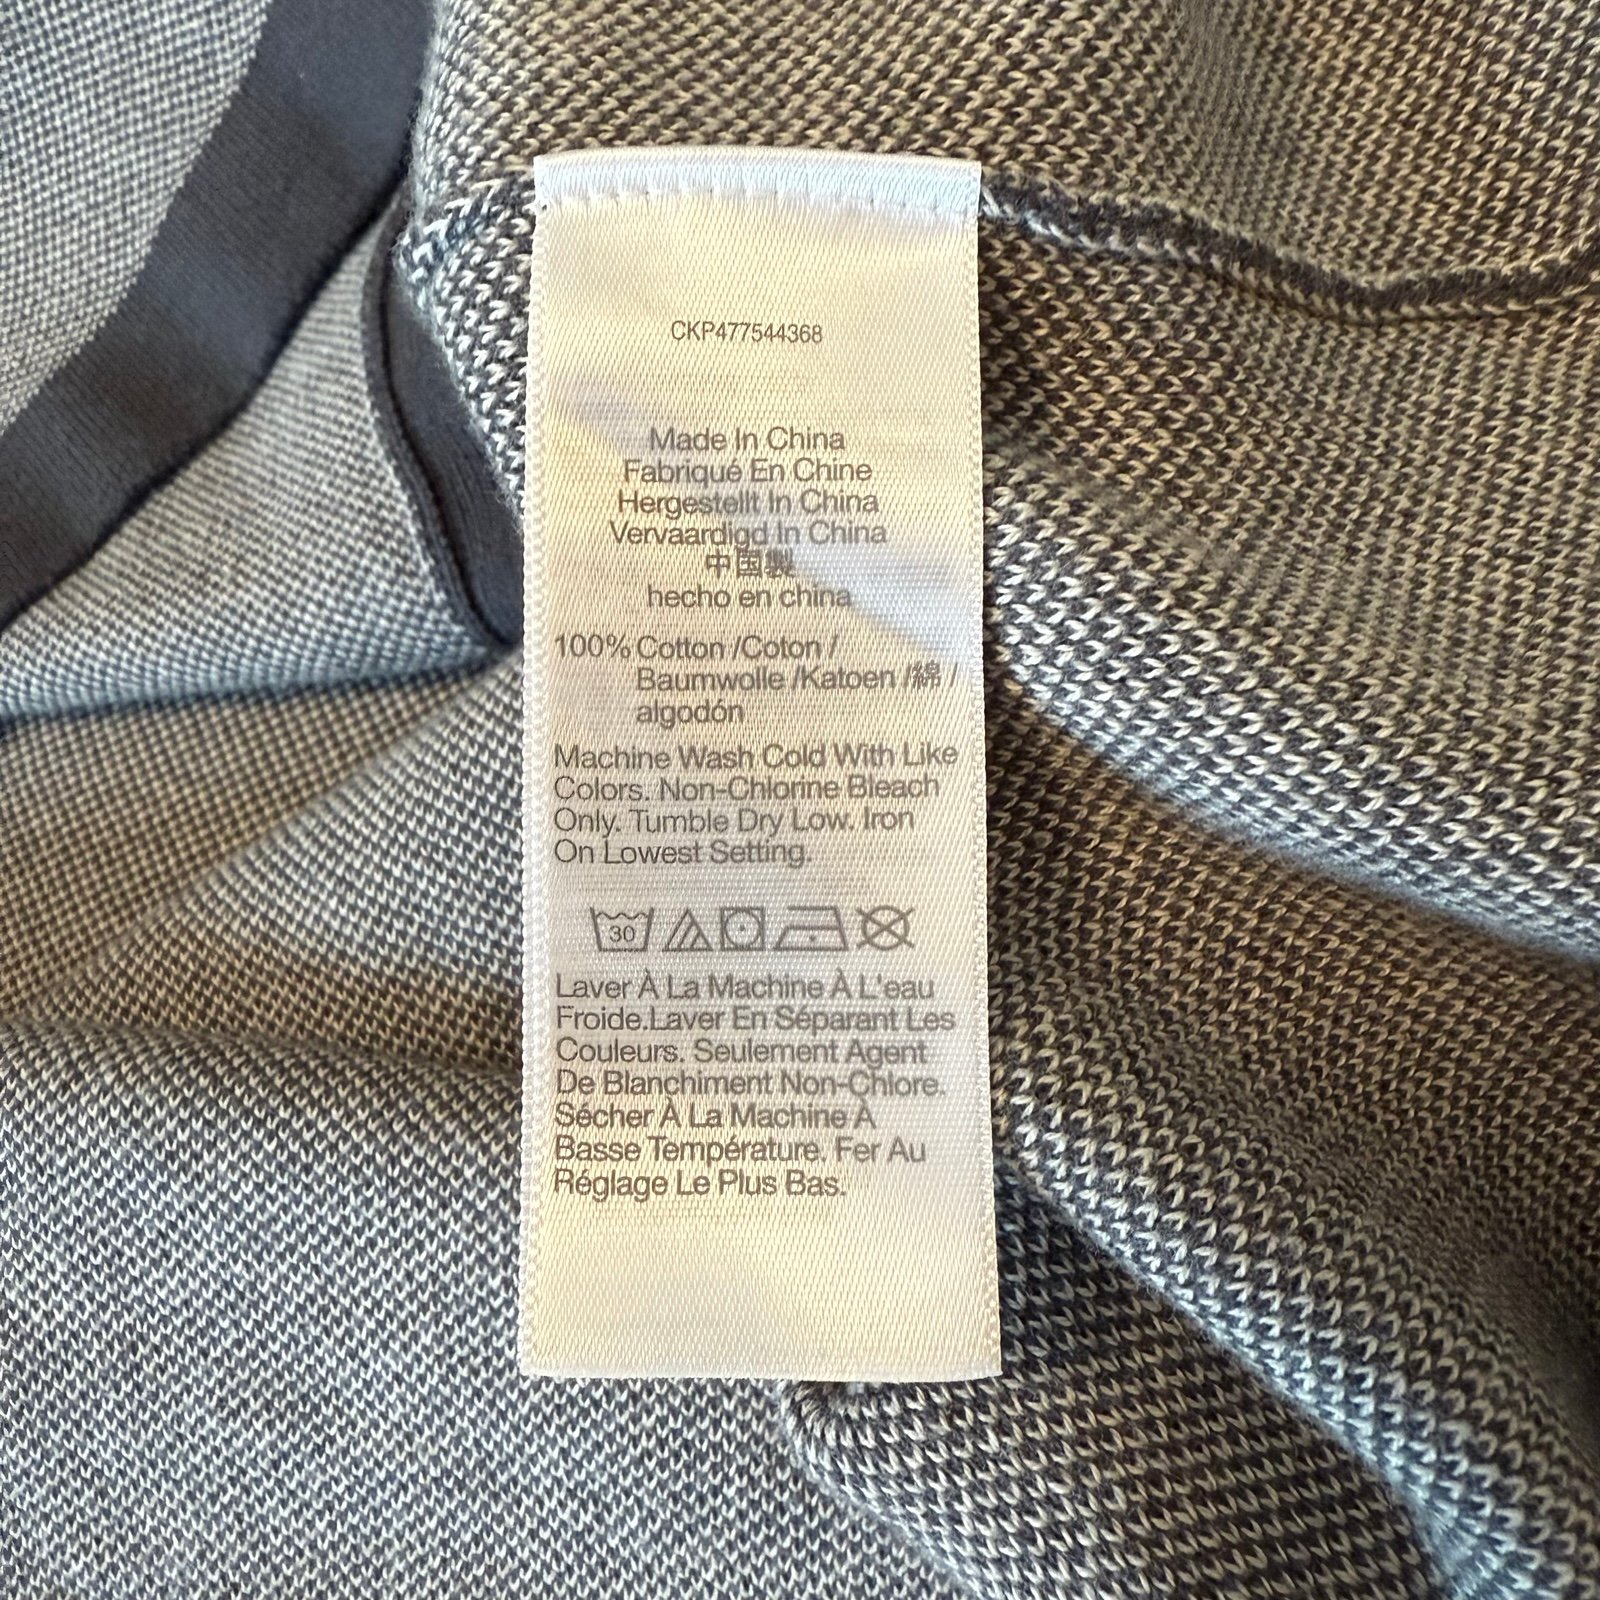 CKP477544368
Made In China
Fabriqué En Chine
Hergestellt In China
Vervaardigd In China
中国製
hecho en china
100% Cotton /Coton /
Baumwolle /Katoen /綿 /
algodón
Machine Wash Cold With Like
Colors. Non-Chlorine Bleach
Only. Tumble Dry Low. Iron
On Lowest Setting.
30
Laver À La Machine À L'eau
Froide.Laver En Séparant Les
Couleurs. Seulement Agent
De Blanchiment Non-Chlore.
Sécher À La Machine À
Basse Température. Fer Au
Réglage Le Plus Bas.